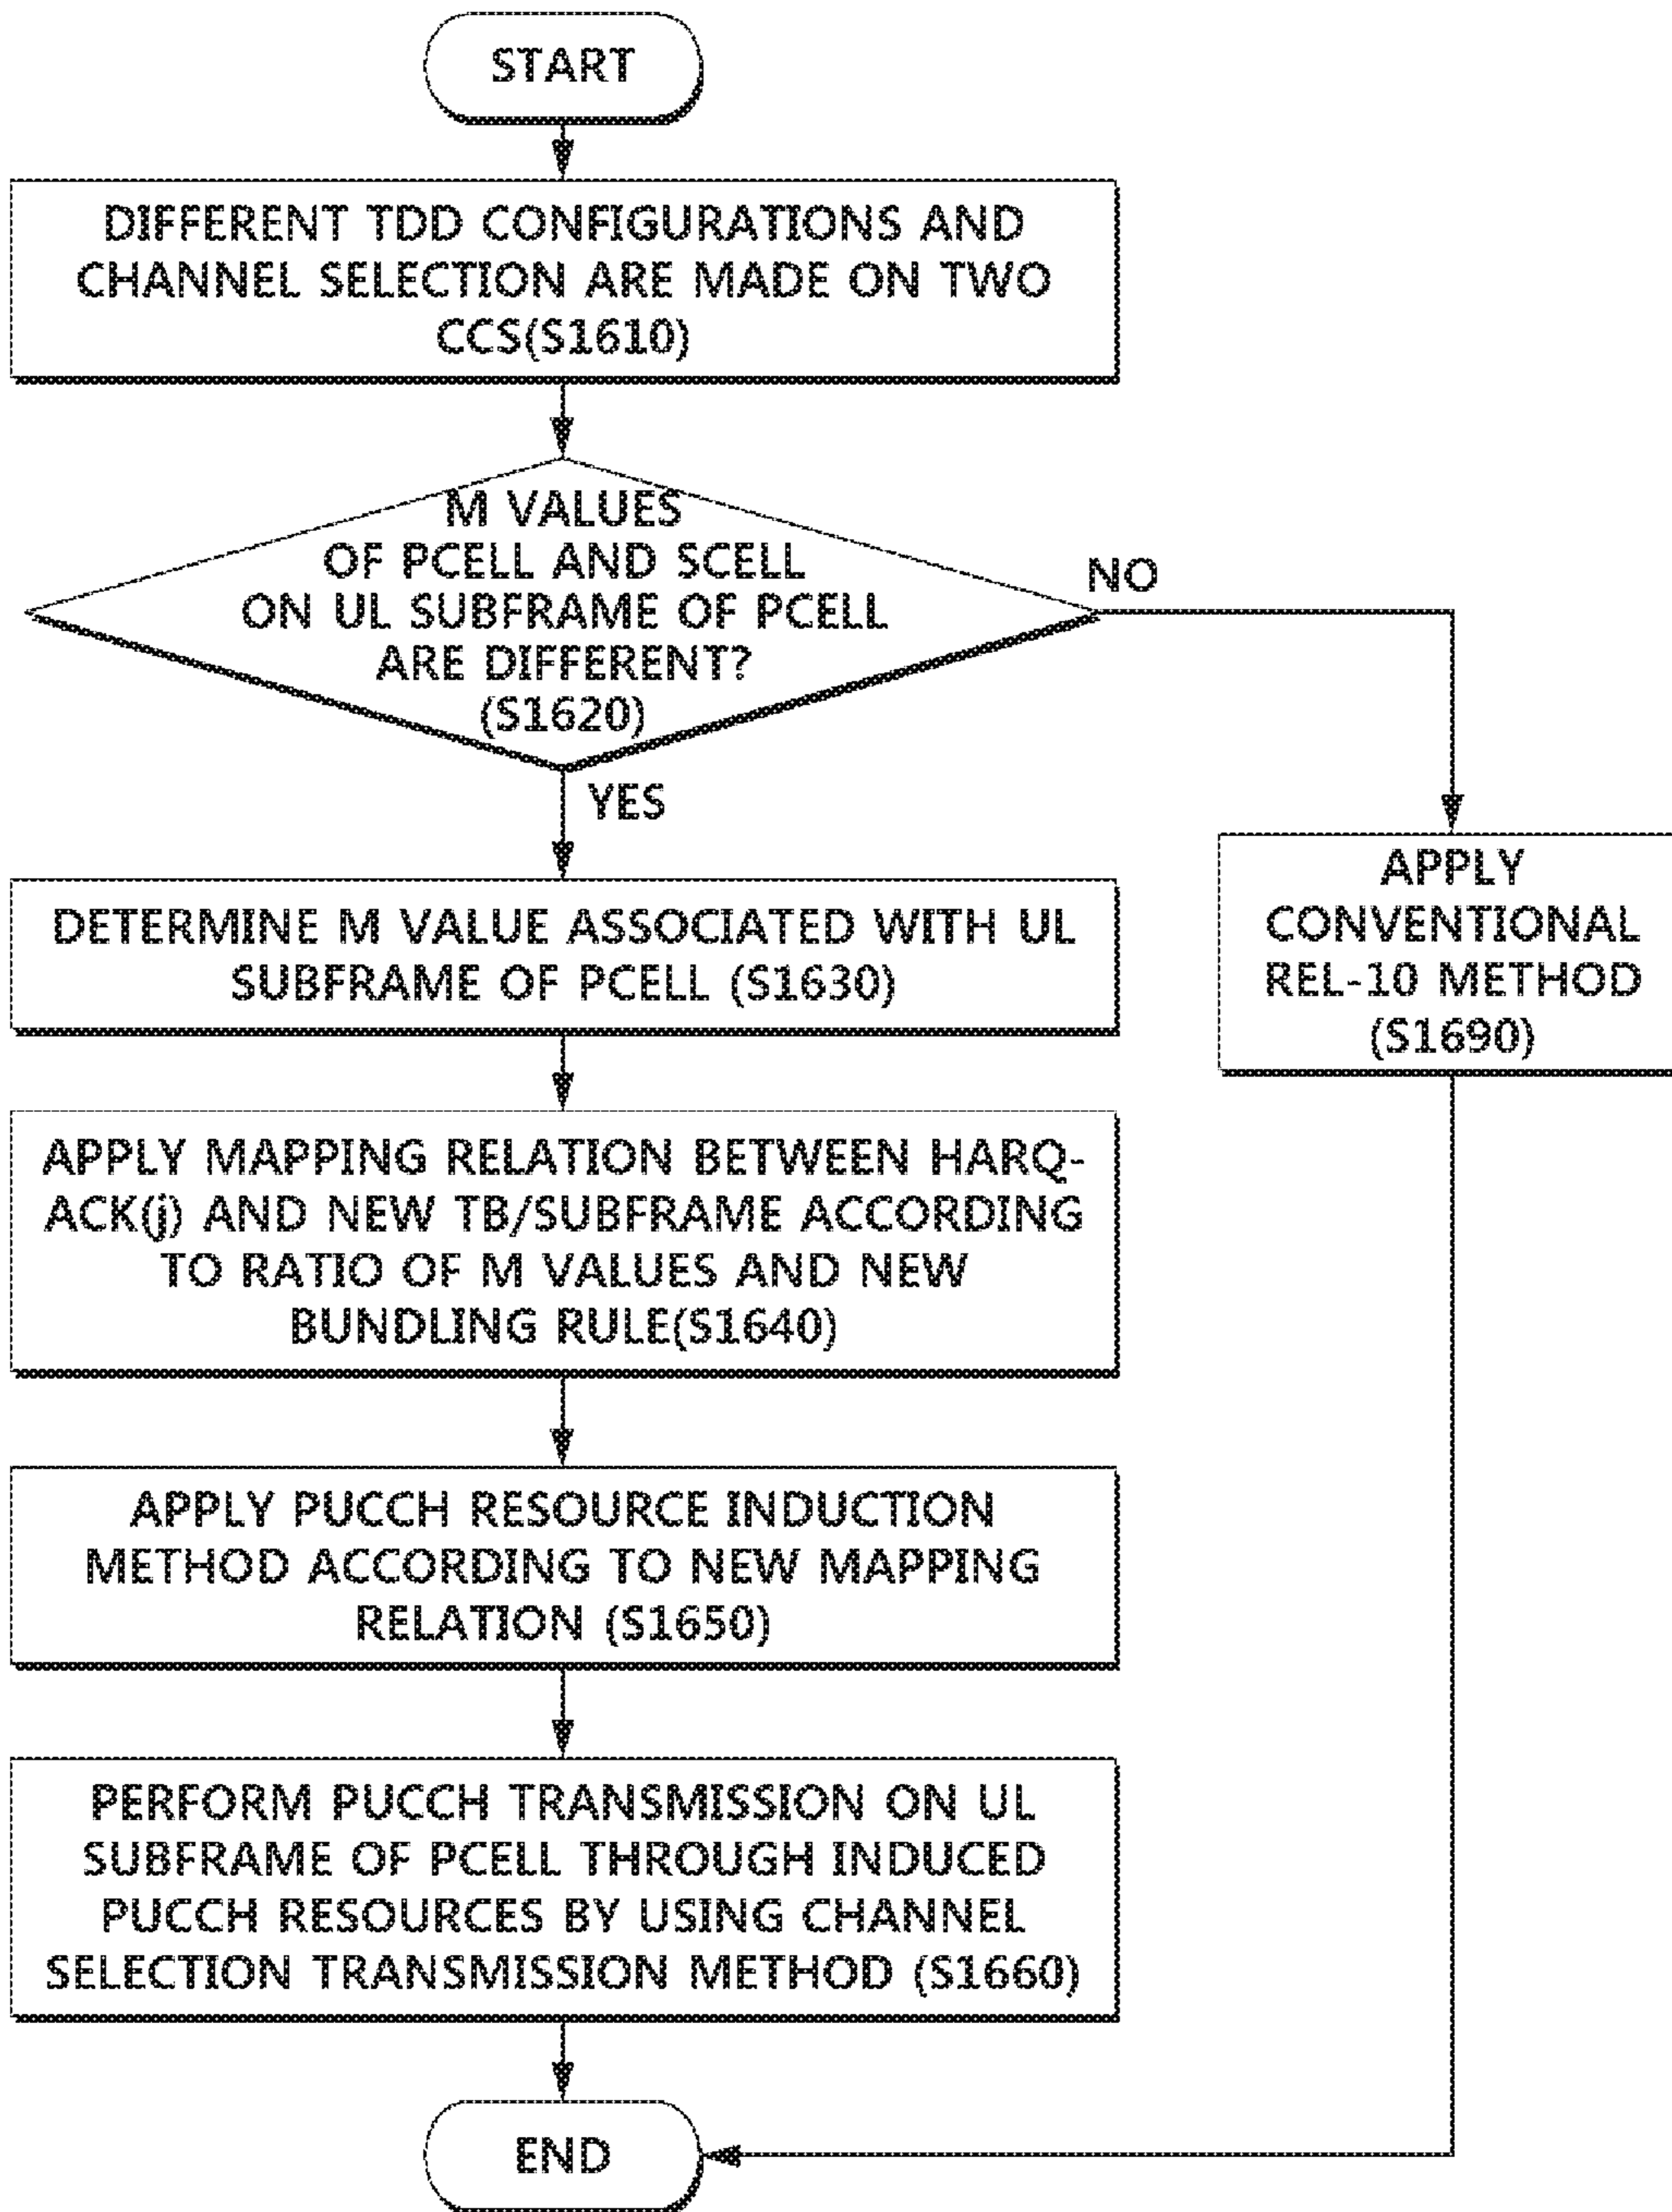 START
DIFFERENT TDD CONFIGURATIONS AND
CHANNEL SELECTION ARE MADE ON TWO
CCS(S1610)
M VALUES
OF PCELL AND SCELL
ON UL SUBFRAME OF PCELL
ARE DIFFERENT?
(S1620)
NO
YES
DETERMINE M VALUE ASSOCIATED WITH UL
SUBFRAME OF PCELL (S1630)
APPLY
CONVENTIONAL
REL-10 METHOD
(S1690)
APPLY MAPPING RELATION BETWEEN HARQ-
ACK(j) AND NEW TB/SUBFRAME ACCORDING
TO RATIO OF M VALUES AND NEW
BUNDLING RULE(S1640)
APPLY PUCCH RESOURCE INDUCTION
METHOD ACCORDING TO NEW MAPPING
RELATION (S1650)
PERFORM PUCCH TRANSMISSION ON UL
SUBFRAME OF PCELL THROUGH INDUCED
PUCCH RESOURCES BY USING CHANNEL
SELECTION TRANSMISSION METHOD (S1660)
END